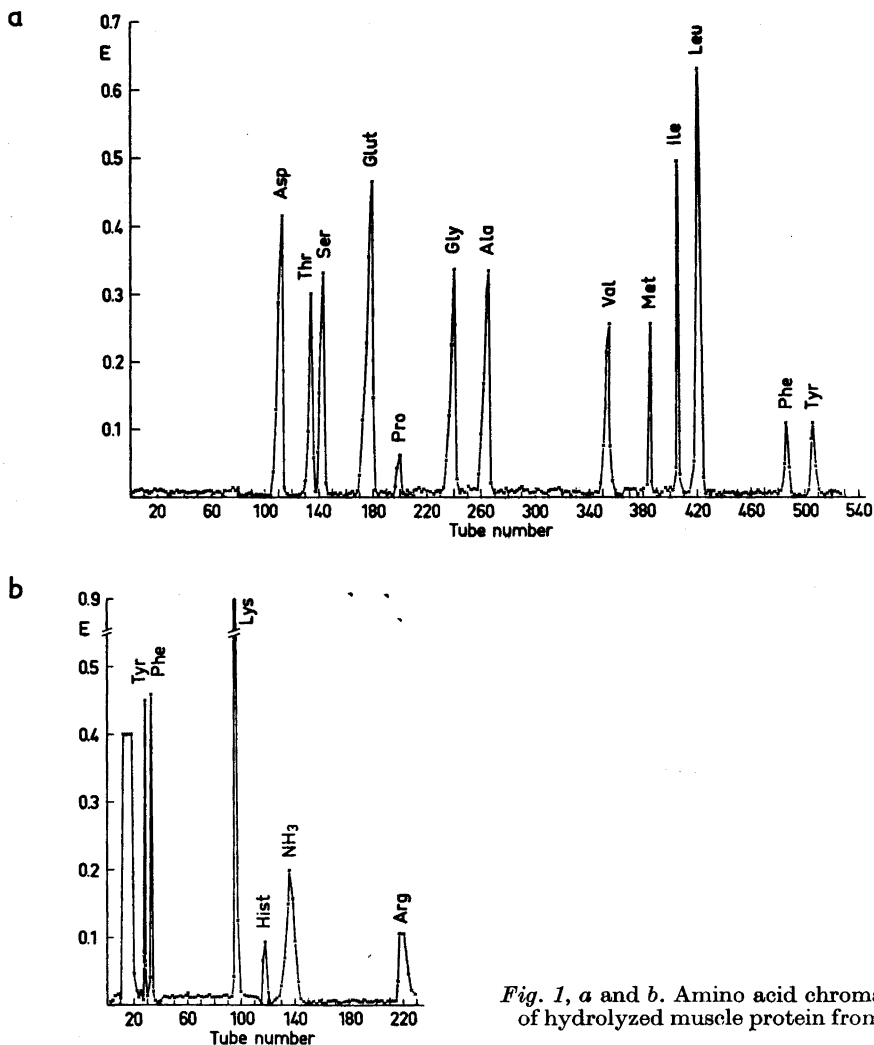 a
0.7
E
0.6
0.5
0.4
0.3
0.2
0.1
Asp
Thr
Ser
Glut
Pro
Gly
Ala
Val
Met
Ile
Leu
Phe
Tyr
20 60 100 140 180 220 260 300 340 380 420 460 500 540
Tube number
b
0.9
E
0.5
0.4
0.3
0.2
0.1
Tyr
Phe
Lys
Hist
NH3
Arg
20 60 100 140 180 220
Tube number
Fig. 1, a and b. Amino acid chroma
of hydrolyzed muscle protein from